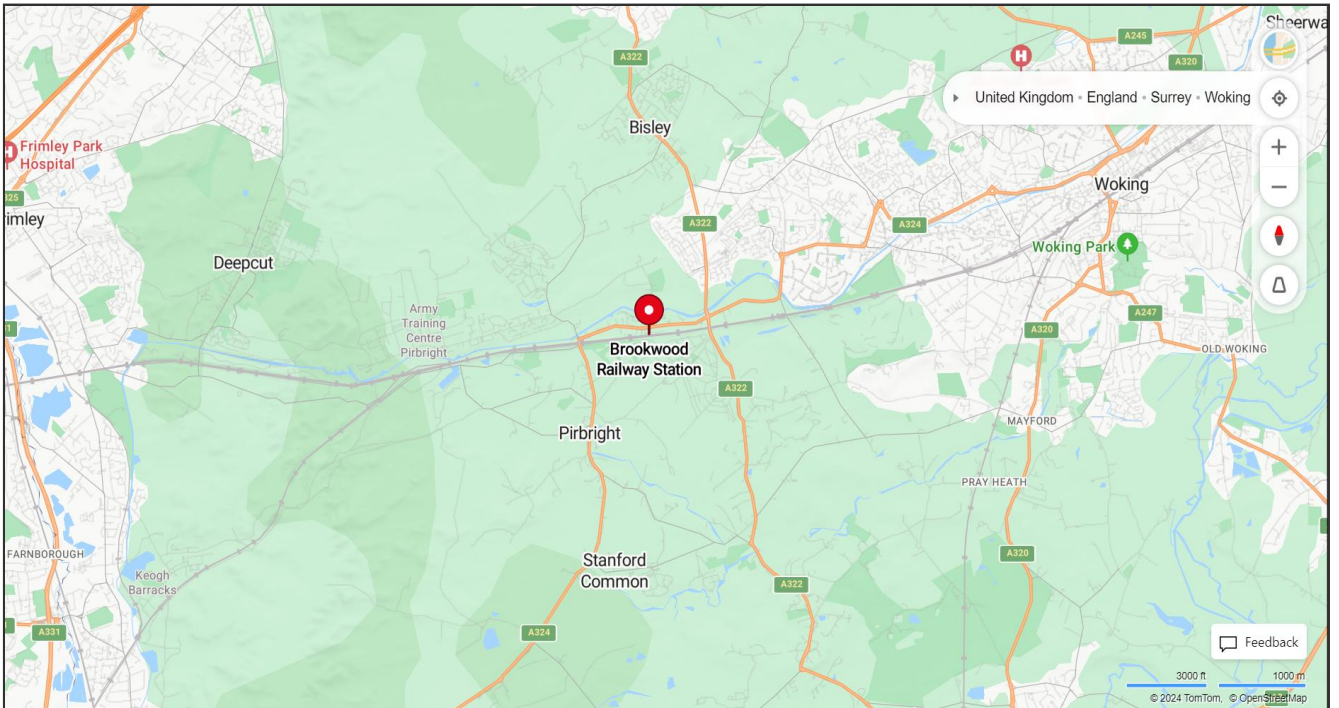 Sheerwa
A245
A322
A320
United Kingdom • England • Surrey • Woking
Bisley
Frimley Park
Hospital
Woking
imley
A322
A324
Woking Park
Deepcut
Army
Training
Centre
Pirbright
A247
A320
Brookwood
Railway Station
OLD WOKING
A322
MAYFORD
Pirbright
PRAY HEATH
FARNBOROUGH
A320
Stanford
Common
Keogh
Barracks
A322
A331
A324
Feedback
3000 ft
1000 m
© 2024 TomTom, © OpenStreetMap